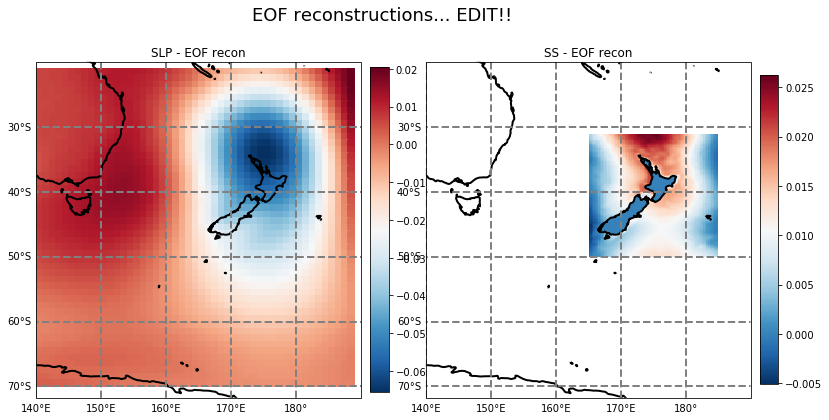 EOF reconstructions... EDIT!!
SLP - EOF recon
SS - EOF recon
30°S
40°S
50°S
60°S
70°S
140°E 150°E 160°E 170°E 180°
0.02
0.01
0.00
−0.01
−0.02
−0.03
−0.04
−0.05
−0.06
30°S
40°S
50°S
60°S
70°S
140°E 150°E 160°E 170°E 180°
0.025
0.020
0.015
0.010
0.005
0.000
−0.005